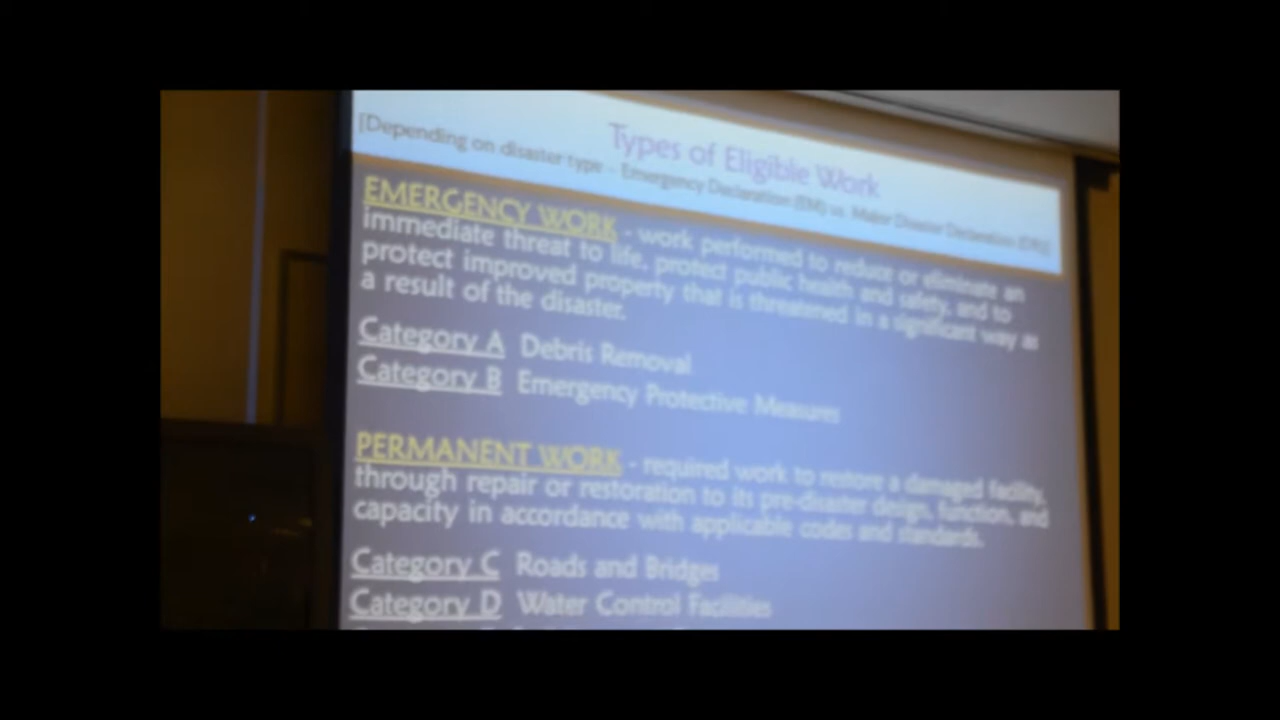 Types of Eligible Work
[Depending on disaster type - Emergency Declaration (EM) vs. Major Disaster Declaration (DR)]
EMERGENCY WORK - work performed to reduce or eliminate an
immediate threat to life, protect public health and safety, and to
protect improved property that is threatened in a significant way as
a result of the disaster.
Category A Debris Removal
Category B Emergency Protective Measures
PERMANENT WORK - required work to restore a damaged facility,
through repair or restoration to its pre-disaster design, function, and
capacity in accordance with applicable codes and standards.
Category C Roads and Bridges
Category D Water Control Facilities